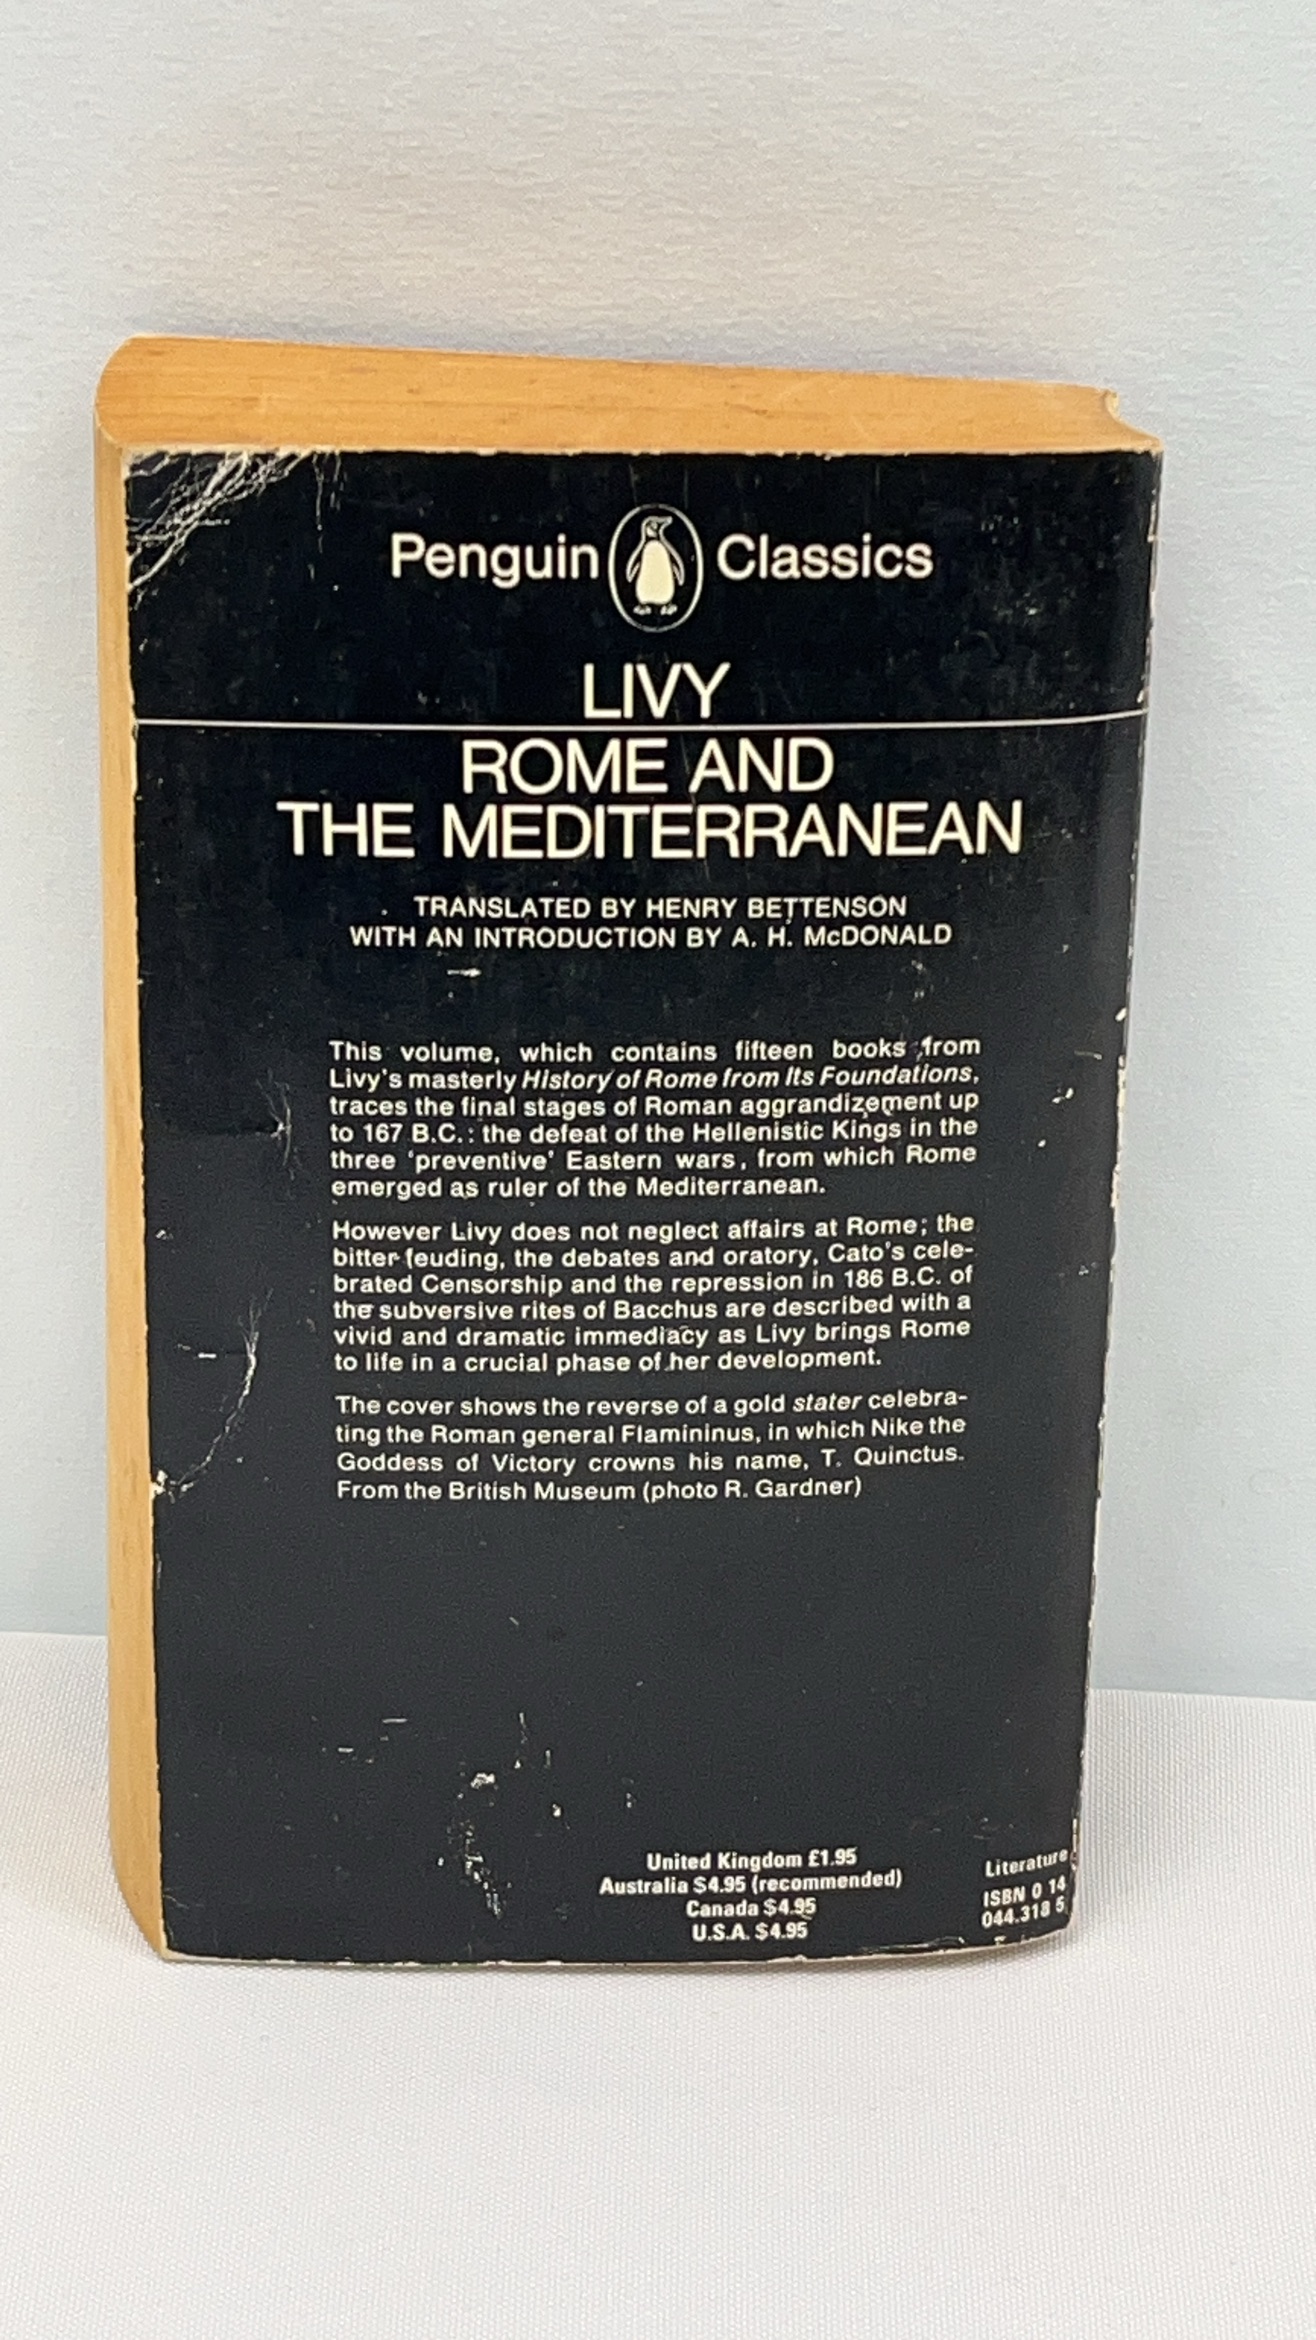 Penguin Classics
LIVY
ROME AND
THE MEDITERRANEAN
TRANSLATED BY HENRY BETTENSON
WITH AN INTRODUCTION BY A. H. McDONALD
This volume, which contains fifteen books from
Livy's masterly History of Rome from Its Foundations,
traces the final stages of Roman aggrandizement up
to 167 B.C.: the defeat of the Hellenistic Kings in the
three 'preventive' Eastern wars, from which Rome
emerged as ruler of the Mediterranean.
However Livy does not neglect affairs at Rome; the
bitter feuding, the debates and oratory, Cato's cele-
brated Censorship and the repression in 186 B.C. of
the subversive rites of Bacchus are described with a
vivid and dramatic immediacy as Livy brings Rome
to life in a crucial phase of her development.
The cover shows the reverse of a gold stater celebra-
ting the Roman general Flamininus, in which Nike the
Goddess of Victory crowns his name, T. Quinctus.
From the British Museum (photo R. Gardner)
United Kingdom £1.95
Australia $4.95 (recommended)
Canada $4.95
U.S.A. $4.95
Literature
ISBN 0 14
044.318 5